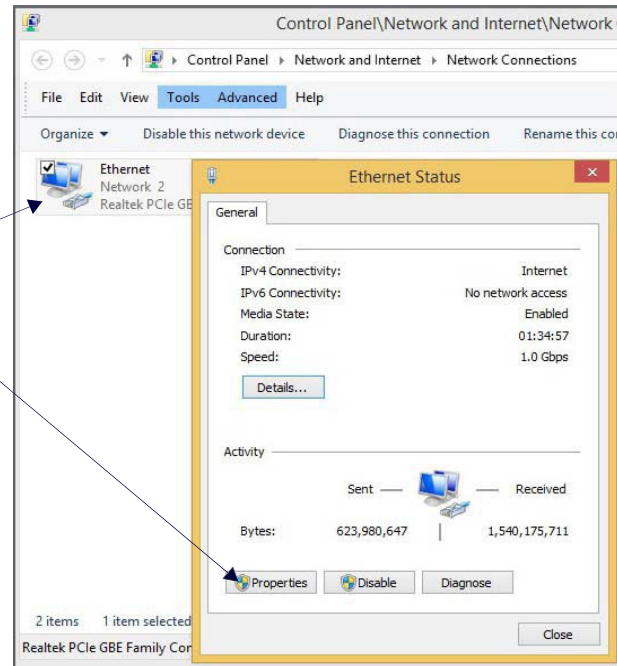 Control Panel\Network and Internet\Network
Control Panel Network and Internet Network Connections
File Edit View Tools Advanced Help
Organize Disable this network device Diagnose this connection Rename this co
Ethernet
Network 2
Realtek PCIe GB
Ethernet Status
General
Connection
IPv4 Connectivity: Internet
IPv6 Connectivity: No network access
Media State: Enabled
Duration: 01:34:57
Speed: 1.0 Gbps
Details...
Activity
Sent — — Received
Bytes: 623,980,647 | 1,540,175,711
Properties Disable Diagnose
Close
2 items 1 item selected
Realtek PCIe GBE Family Con